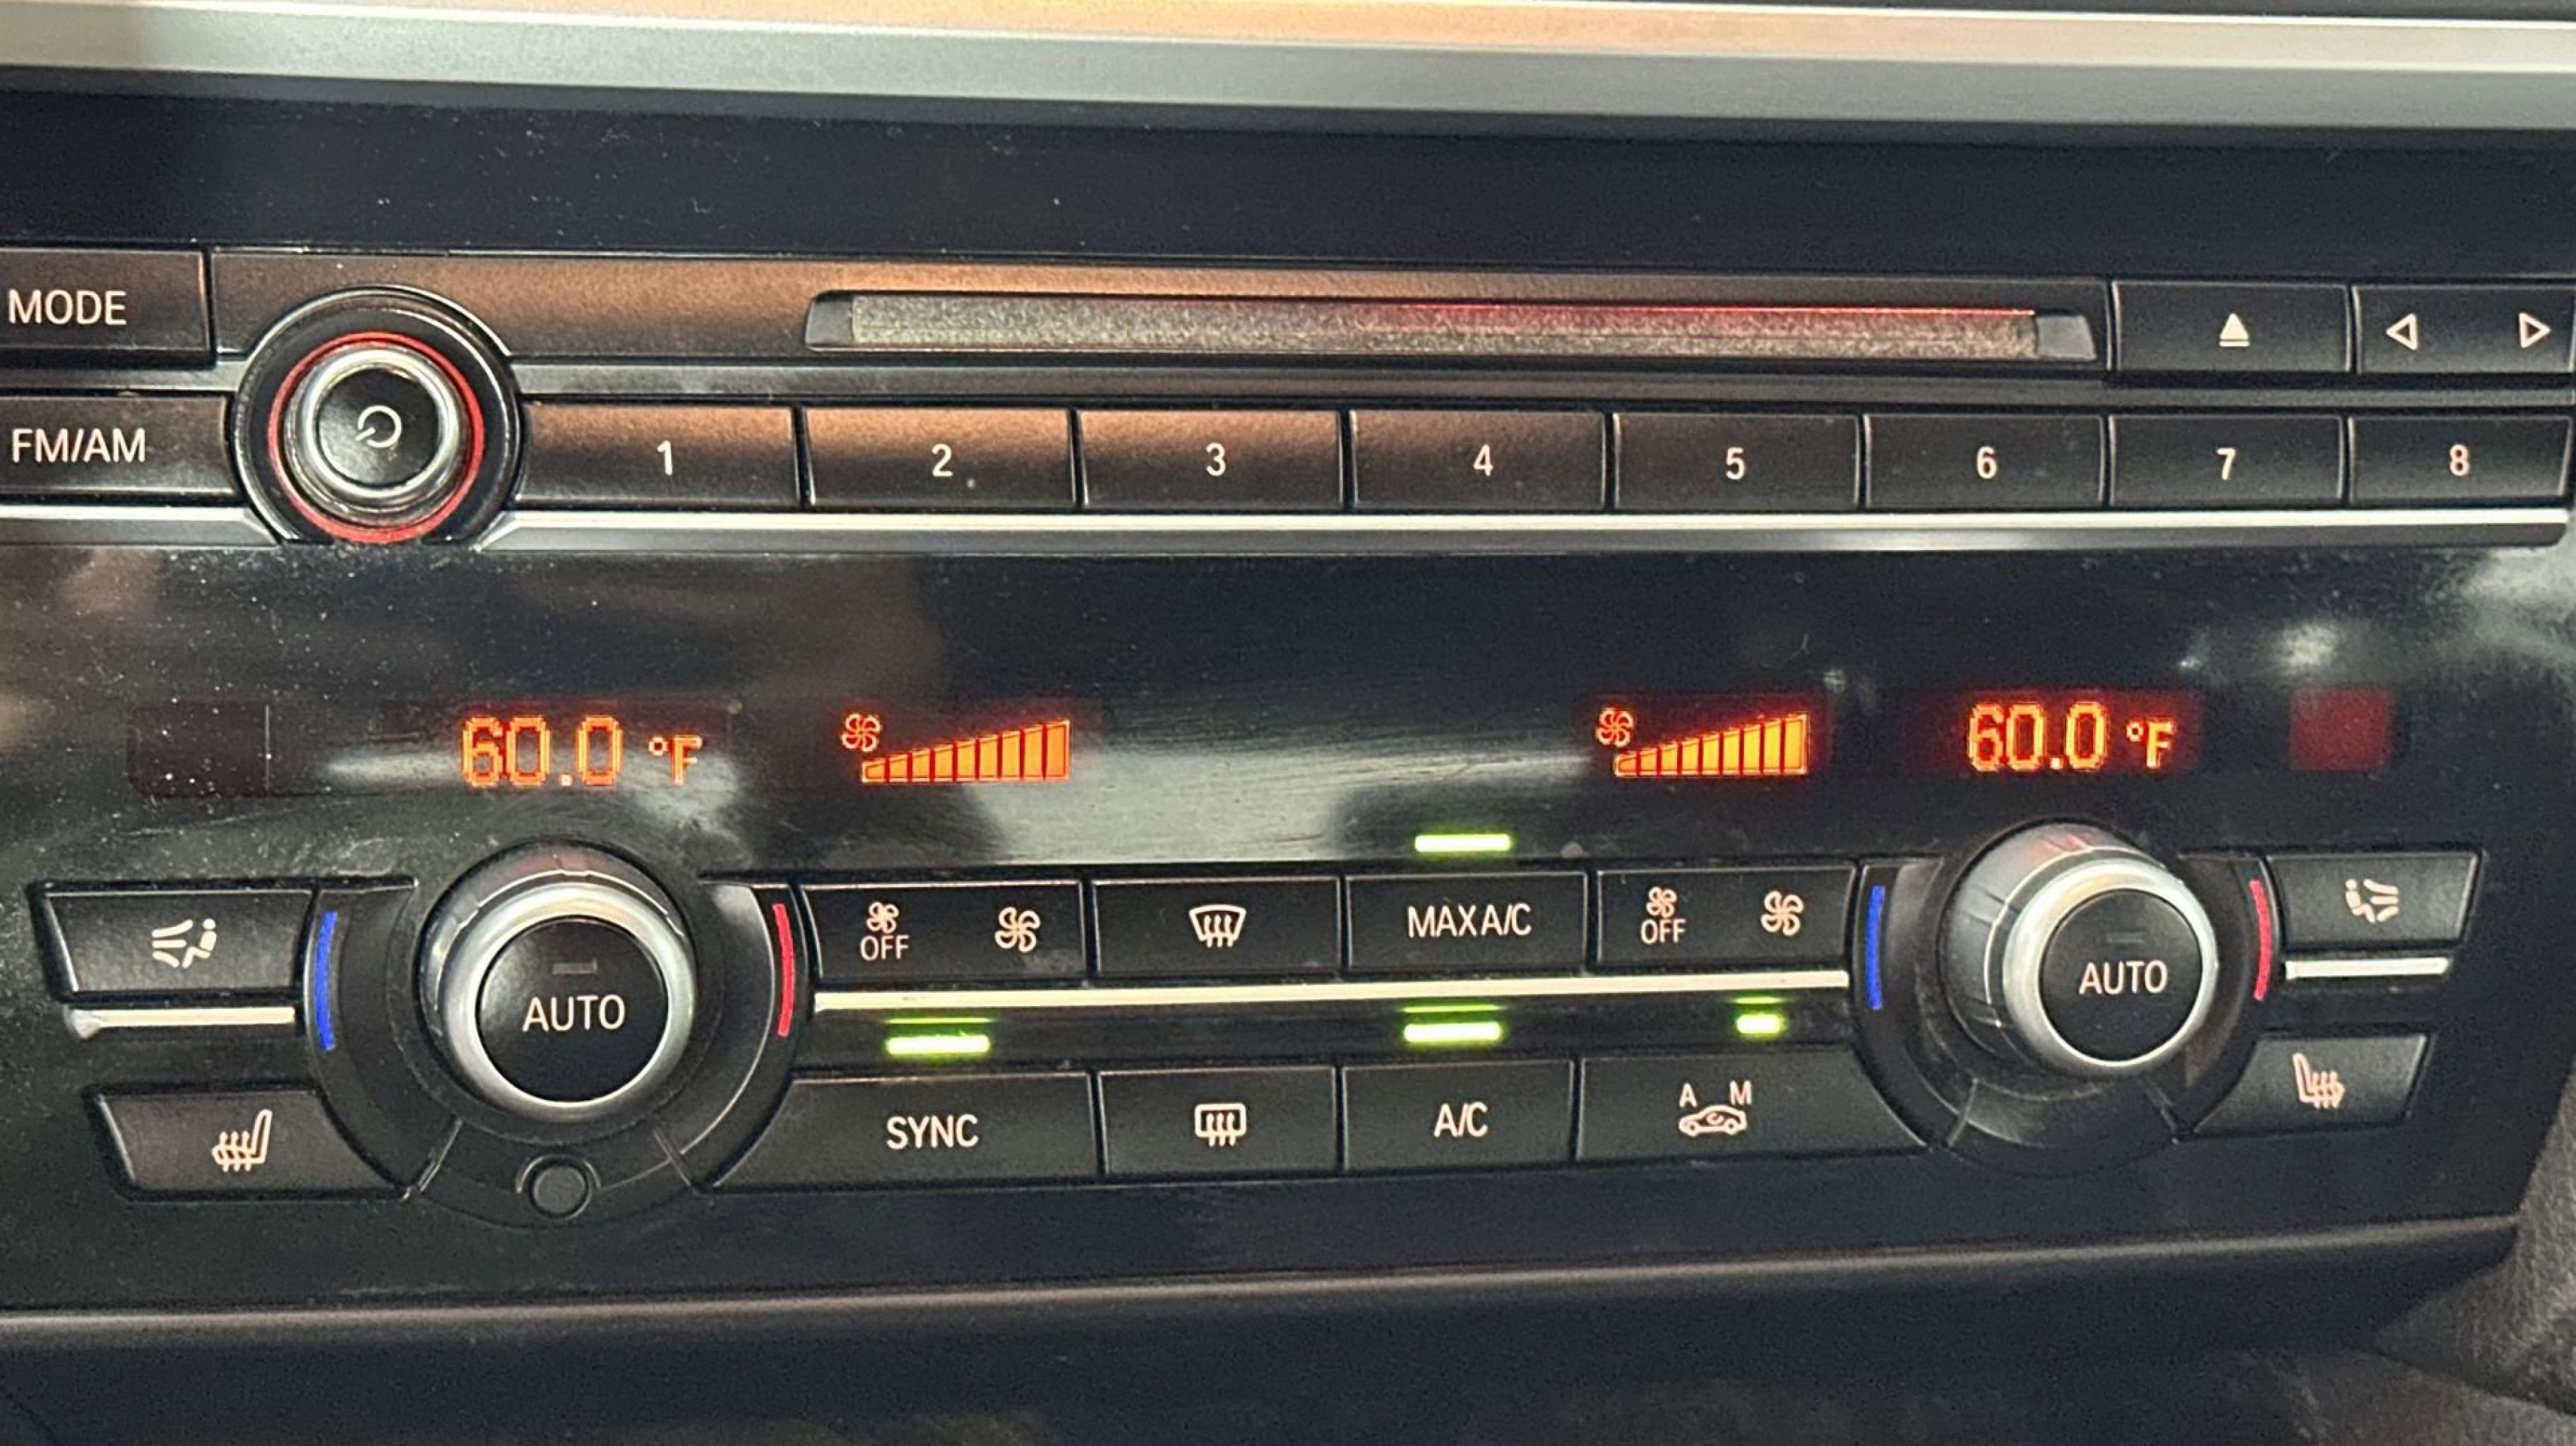 MODE
FM/AM 1 2 3 4 5 6 7 8
60.0 °F 60.0 °F
OFF MAX A/C OFF
AUTO AUTO
A M
SYNC A/C